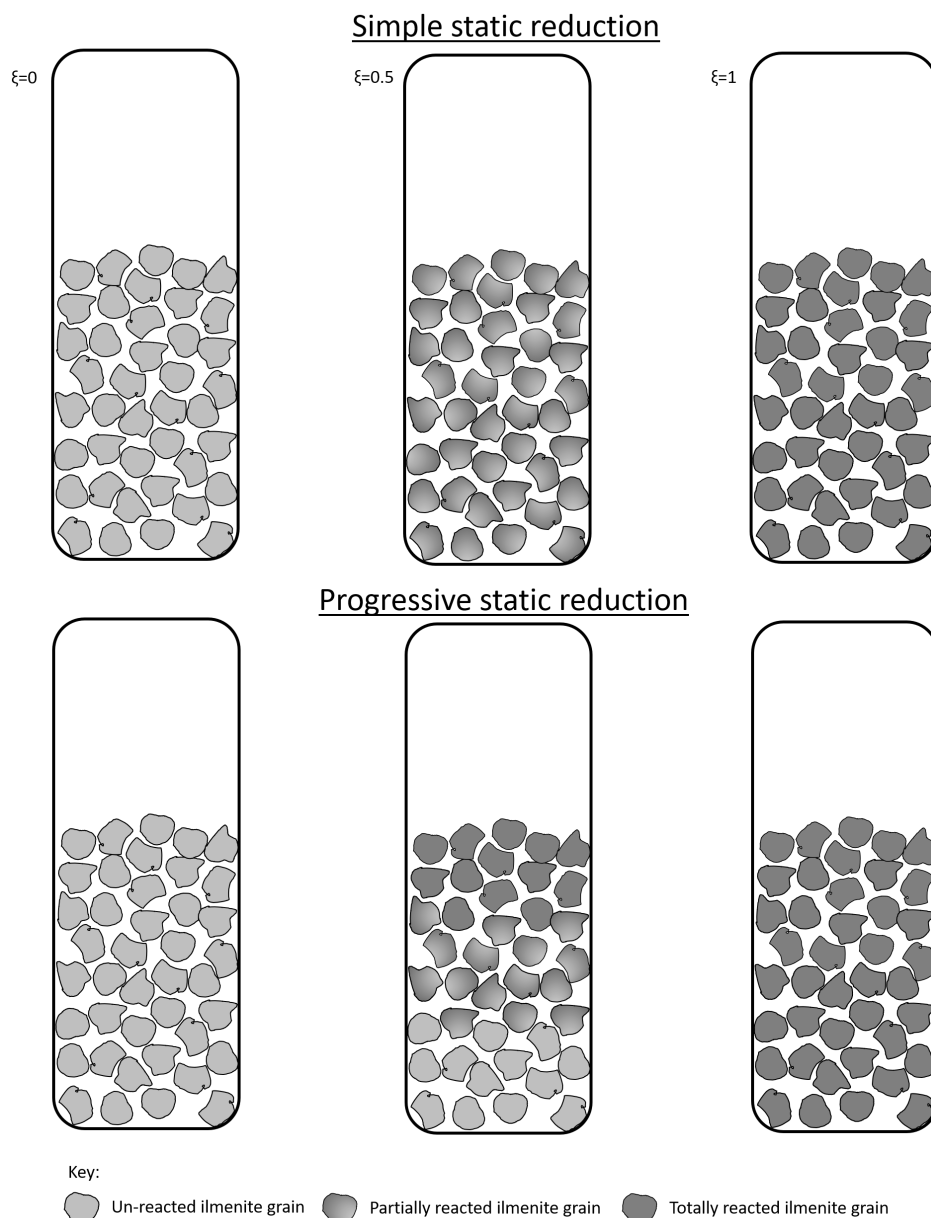 Simple static reduction
ξ=0
ξ=0.5
ξ=1
Progressive static reduction
Key:
Un-reacted ilmenite grain
Partially reacted ilmenite grain
Totally reacted ilmenite grain